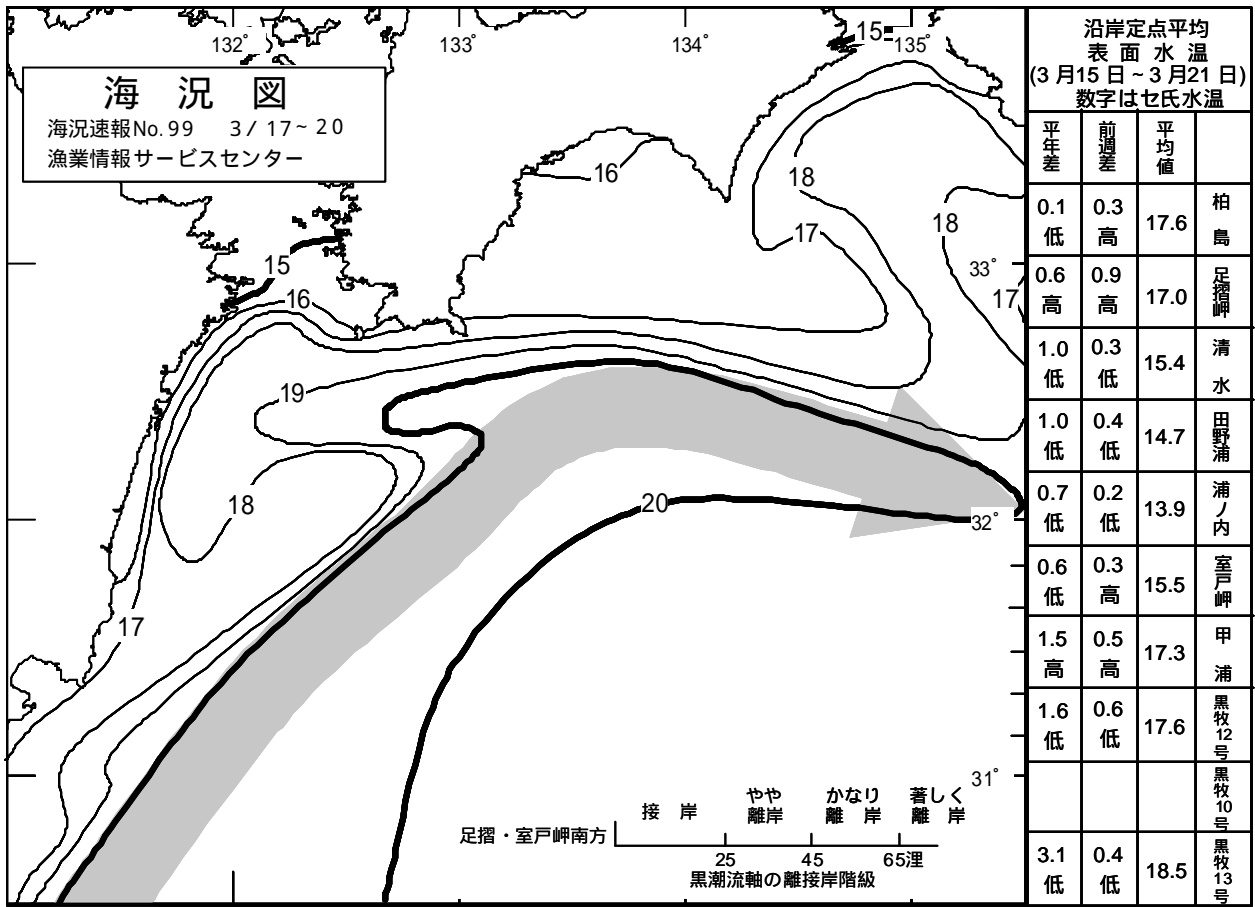 132°
133°
134°
135°
海 況 図
海況速報No.99 3/17~20
漁業情報サービスセンター
15
16
18
17
18
33°
17
15
16
19
18
20
32°
17
31°
接 岸
やや
離岸
かなり
離 岸
著しく
離 岸
足摺・室戸岬南方
25 45 65浬
黒潮流軸の離接岸階級
沿岸定点平均
表 面 水 温
(3月15日~3月21日)
数字はセ氏水温
平年差 前週差 平均値
0.1低 0.3高 17.6 柏島
0.6高 0.9高 17.0 足摺岬
1.0低 0.3低 15.4 清水
1.0低 0.4低 14.7 田野浦
0.7低 0.2低 13.9 浦ノ内
0.6低 0.3高 15.5 室戸岬
1.5高 0.5高 17.3 甲浦
1.6低 0.6低 17.6 黒牧12号
黒牧10号
3.1低 0.4低 18.5 黒牧13号